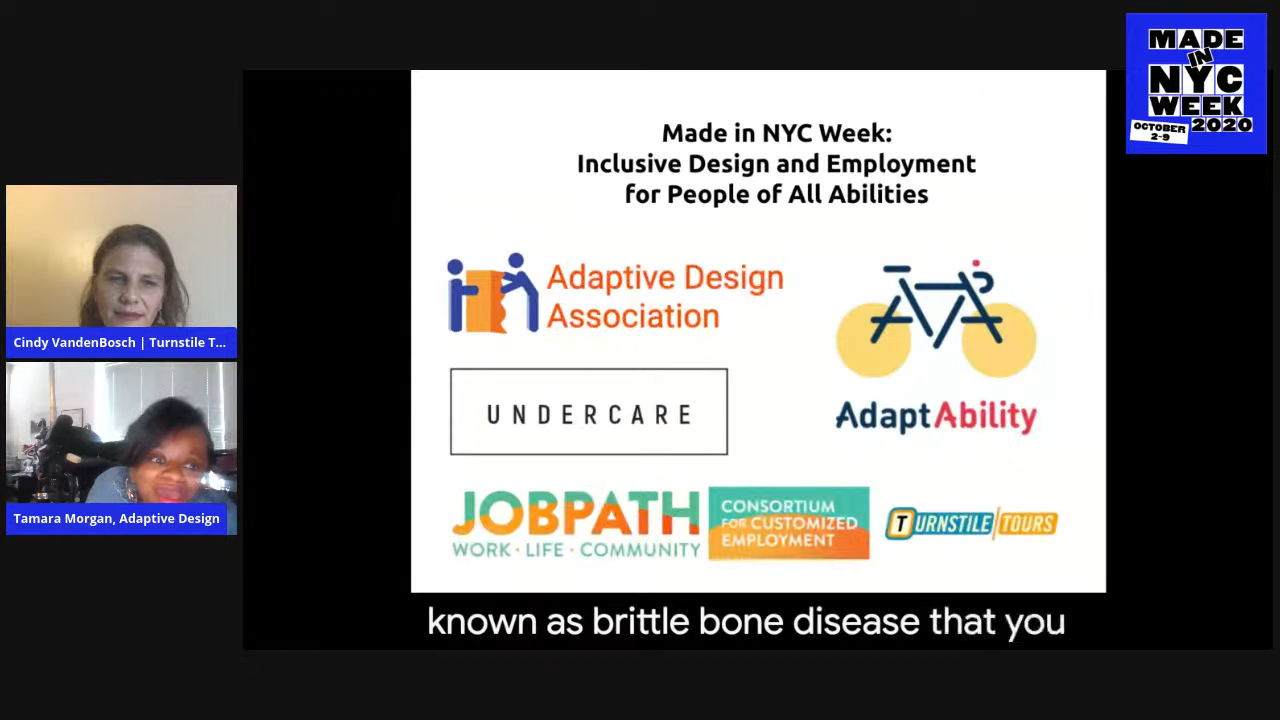 MADE
IN
NYC
WEEK
2020
OCTOBER
2-9
Made in NYC Week:
Inclusive Design and Employment
for People of All Abilities
Adaptive Design
Association
AdaptAbility
UNDERCARE
JOBPATH
WORK · LIFE · COMMUNITY
CONSORTIUM
FOR CUSTOMIZED
EMPLOYMENT
TURNSTILE TOURS
Cindy VandenBosch | Turnstile T...
Tamara Morgan, Adaptive Design
known as brittle bone disease that you